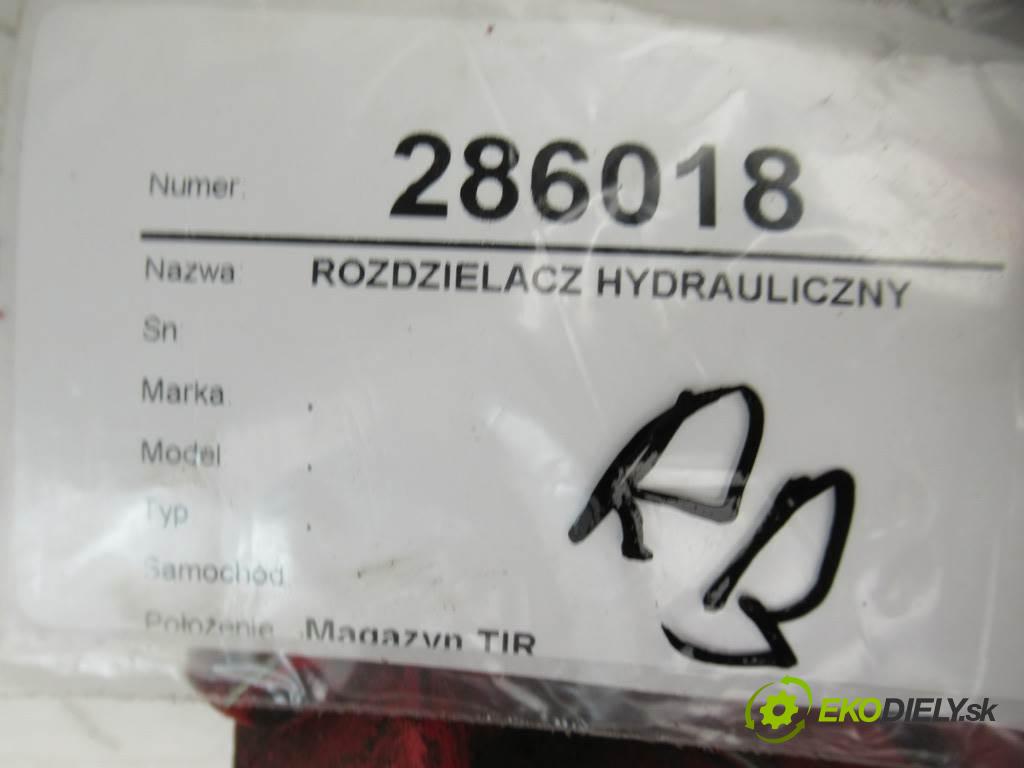 Numer: 286018
Nazwa: ROZDZIELACZ HYDRAULICZNY
Sn
Marka: .
Model .
Typ .
Samochód
Położenie Magazyn TIR
EKODIELY.sk